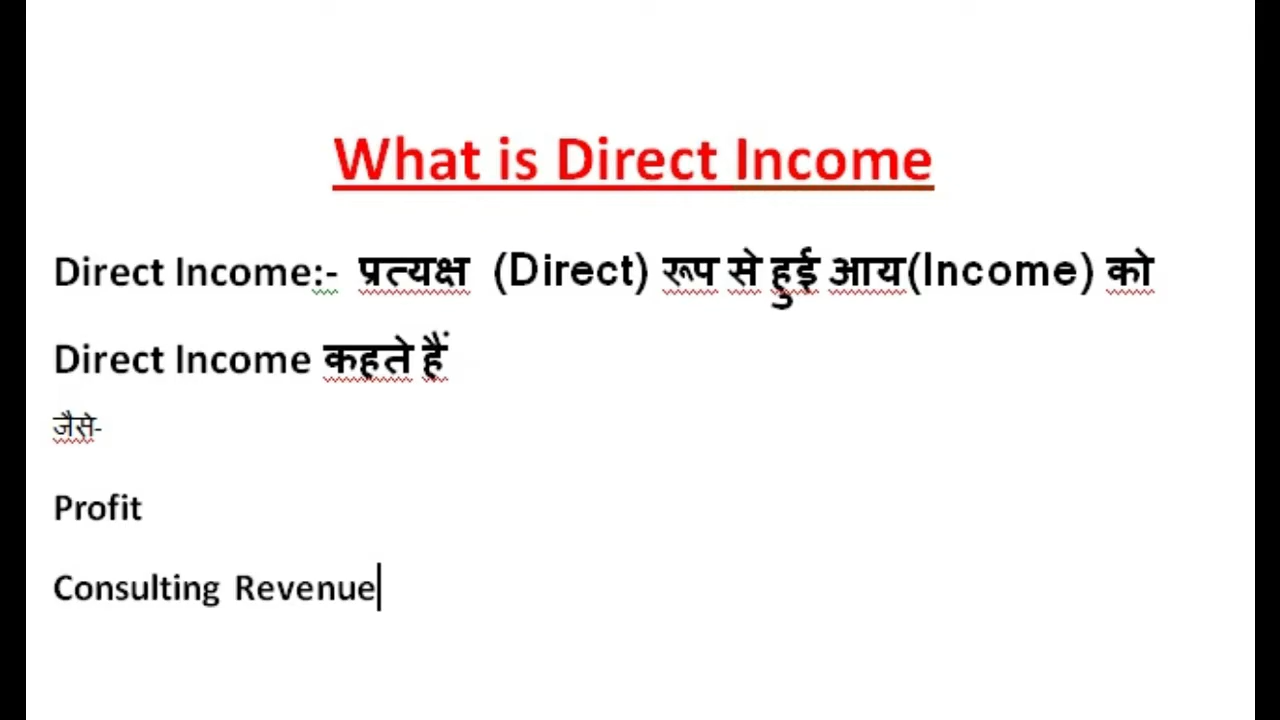 What is Direct Income
Direct Income:- प्रत्यक्ष (Direct) रूप से हुई आय(Income) को
Direct Income कहते हैं
जैसे-
Profit
Consulting Revenue